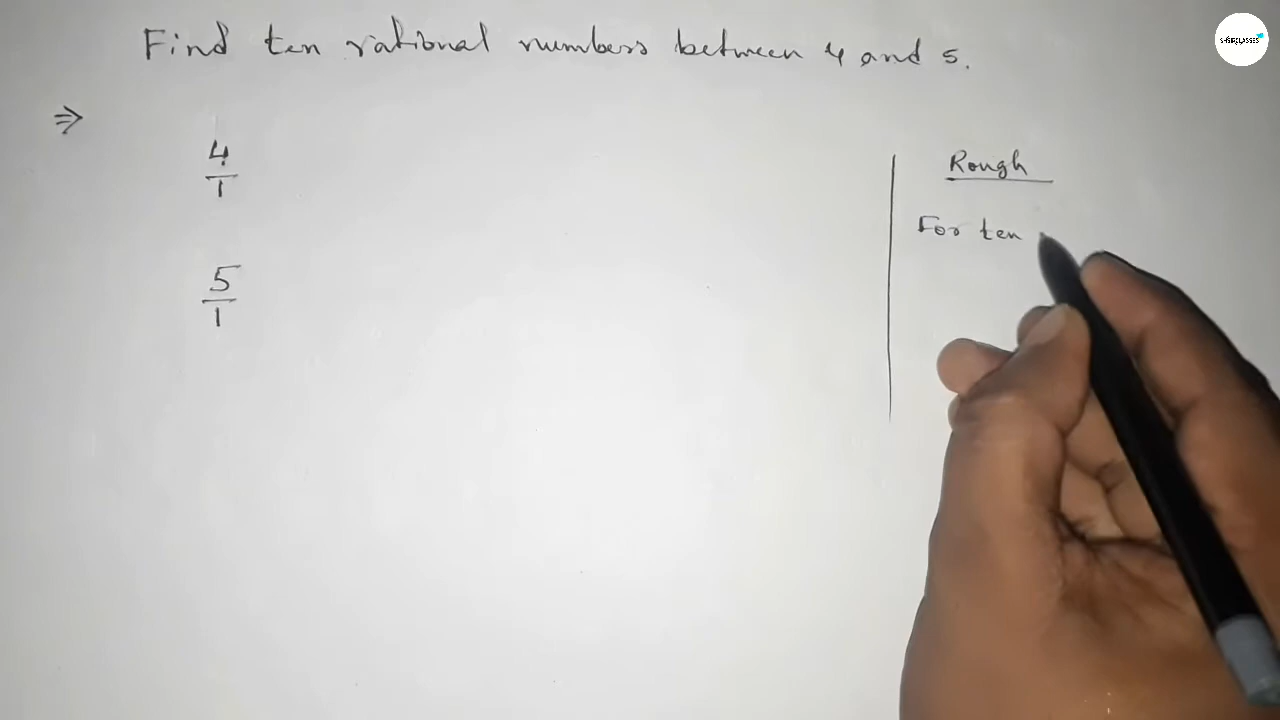 Find ten rational numbers between 4 and 5.
⇒
4
1
5
1
Rough
For ten